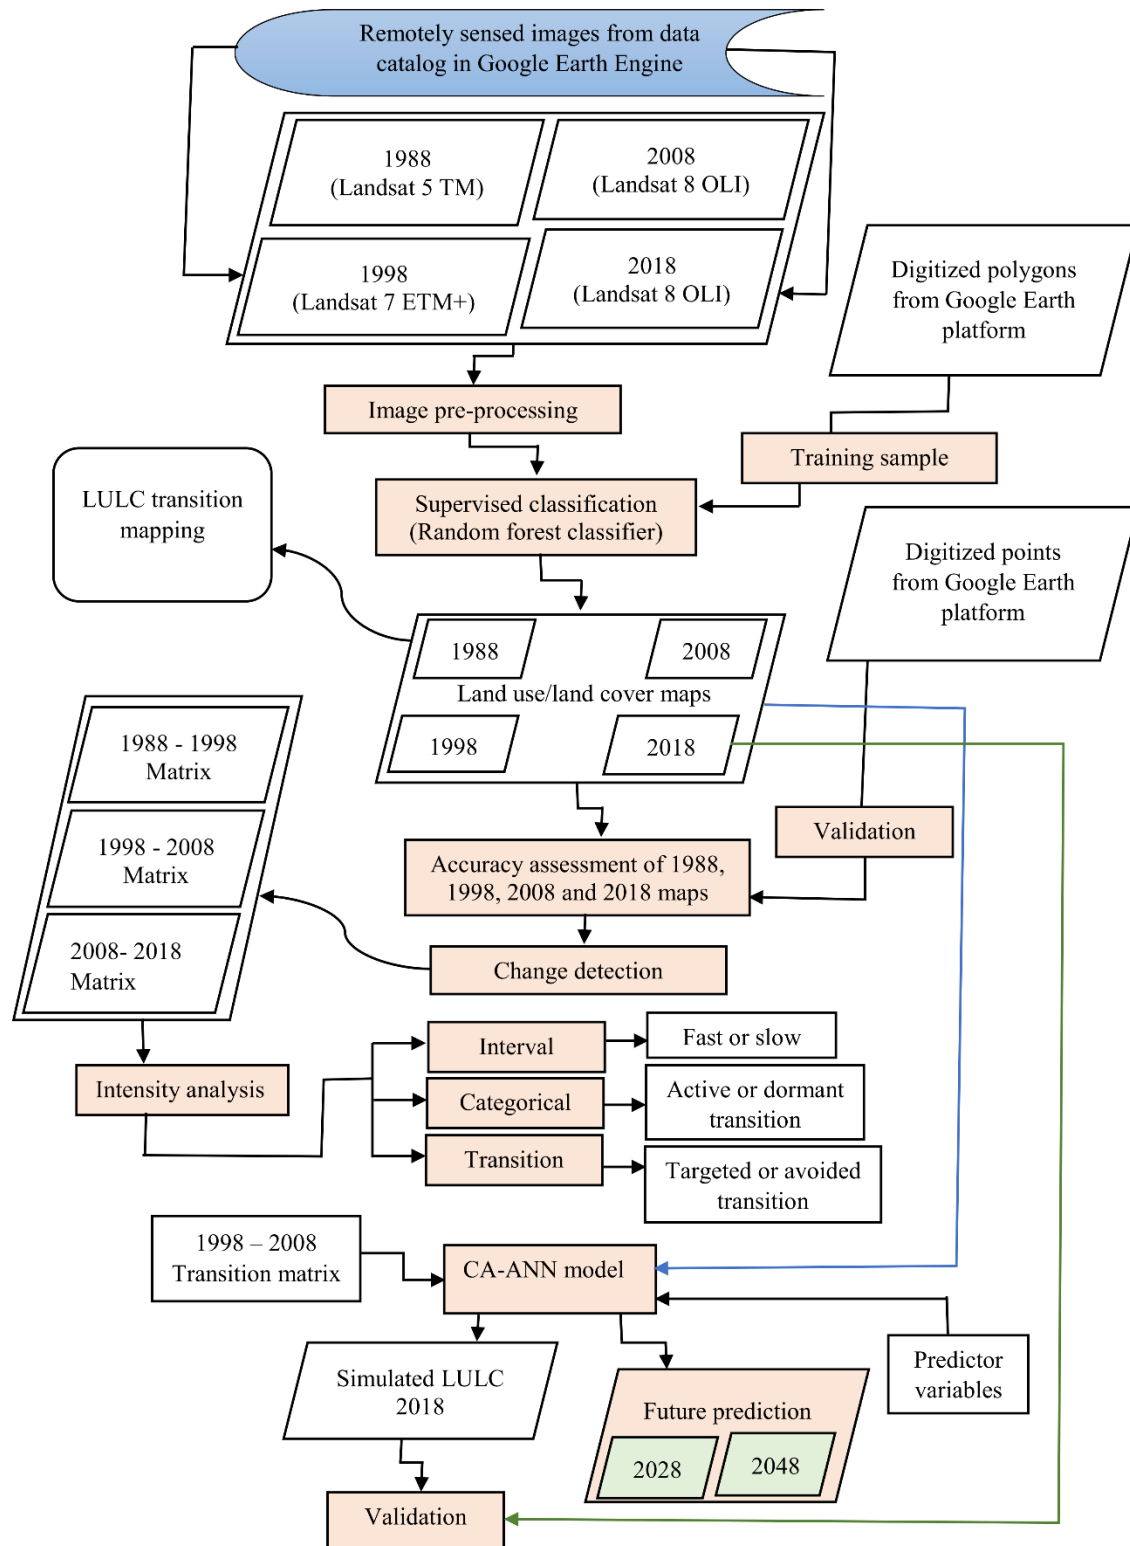 Remotely sensed images from data
catalog in Google Earth Engine
1988
(Landsat 5 TM)
2008
(Landsat 8 OLI)
1998
(Landsat 7 ETM+)
2018
(Landsat 8 OLI)
Digitized polygons
from Google Earth
platform
Image pre-processing
Training sample
LULC transition
mapping
Supervised classification
(Random forest classifier)
Digitized points
from Google Earth
platform
1988
2008
Land use/land cover maps
1998
2018
1988 - 1998
Matrix
1998 - 2008
Matrix
2008- 2018
Matrix
Validation
Accuracy assessment of 1988,
1998, 2008 and 2018 maps
Change detection
Intensity analysis
Interval
Fast or slow
Categorical
Active or dormant
transition
Transition
Targeted or avoided
transition
1998 – 2008
Transition matrix
CA-ANN model
Simulated LULC
2018
Predictor
variables
Future prediction
2028
2048
Validation